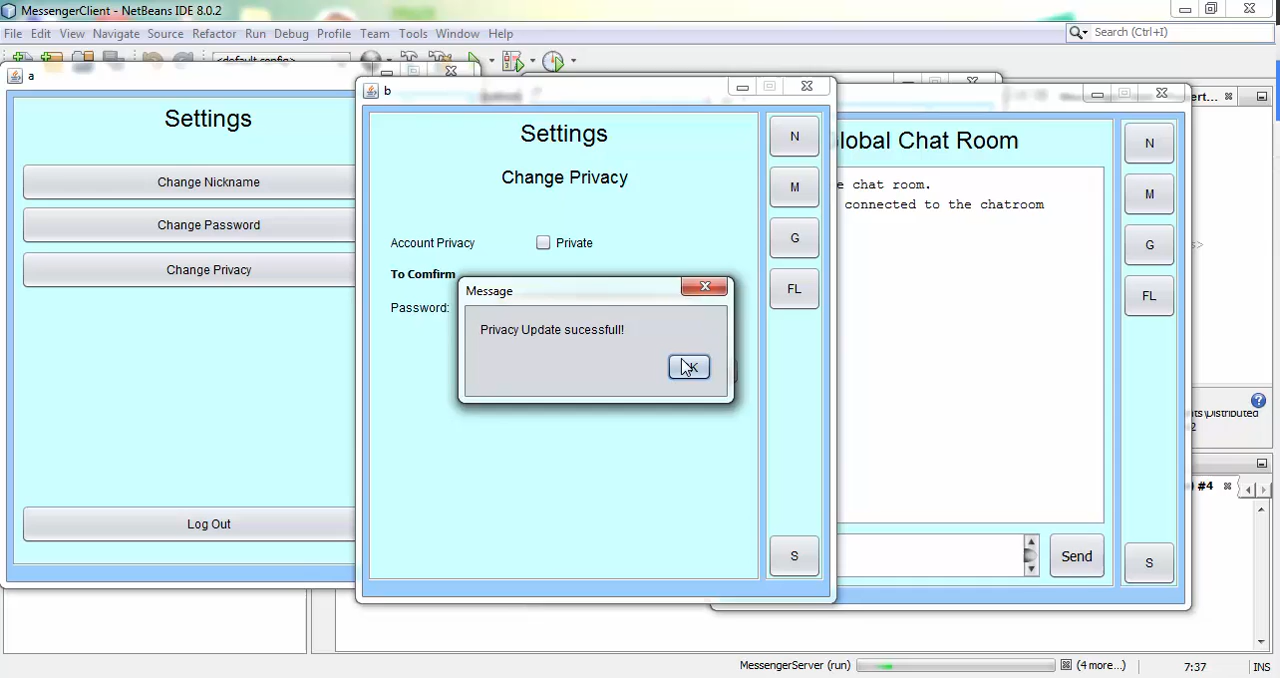 MessengerClient - NetBeans IDE 8.0.2
File Edit View Navigate Source Refactor Run Debug Profile Team Tools Window Help
Search (Ctrl+I)
a
Settings
Change Nickname
Change Password
Change Privacy
Log Out
b
Settings
Change Privacy
Account Privacy
Private
To Comfirm
Password:
N
M
G
FL
S
Message
Privacy Update sucessfull!
lobal Chat Room
e chat room.
connected to the chatroom
Send
N
M
G
FL
S
ert...
#4
MessengerServer (run)
(4 more...)
7:37
INS